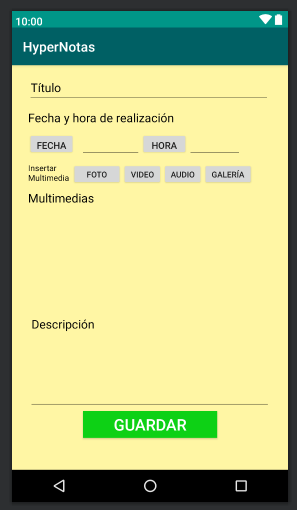 10:00
HyperNotas
Título
Fecha y hora de realización
FECHA HORA
Insertar
Multimedia FOTO VIDEO AUDIO GALERÍA
Multimedias
Descripción
GUARDAR